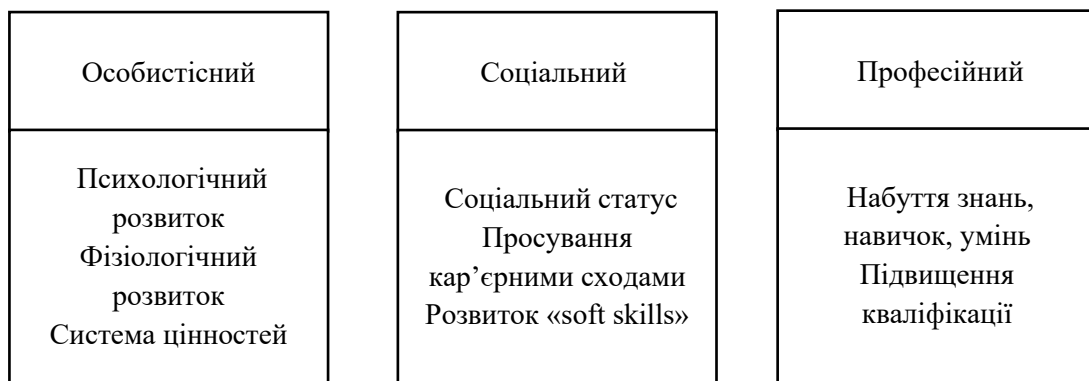 Особистісний
Психологічний
розвиток
Фізіологічний
розвиток
Система цінностей
Соціальний
Соціальний статус
Просування
кар’єрними сходами
Розвиток «soft skills»
Професійний
Набуття знань,
навичок, умінь
Підвищення
кваліфікації